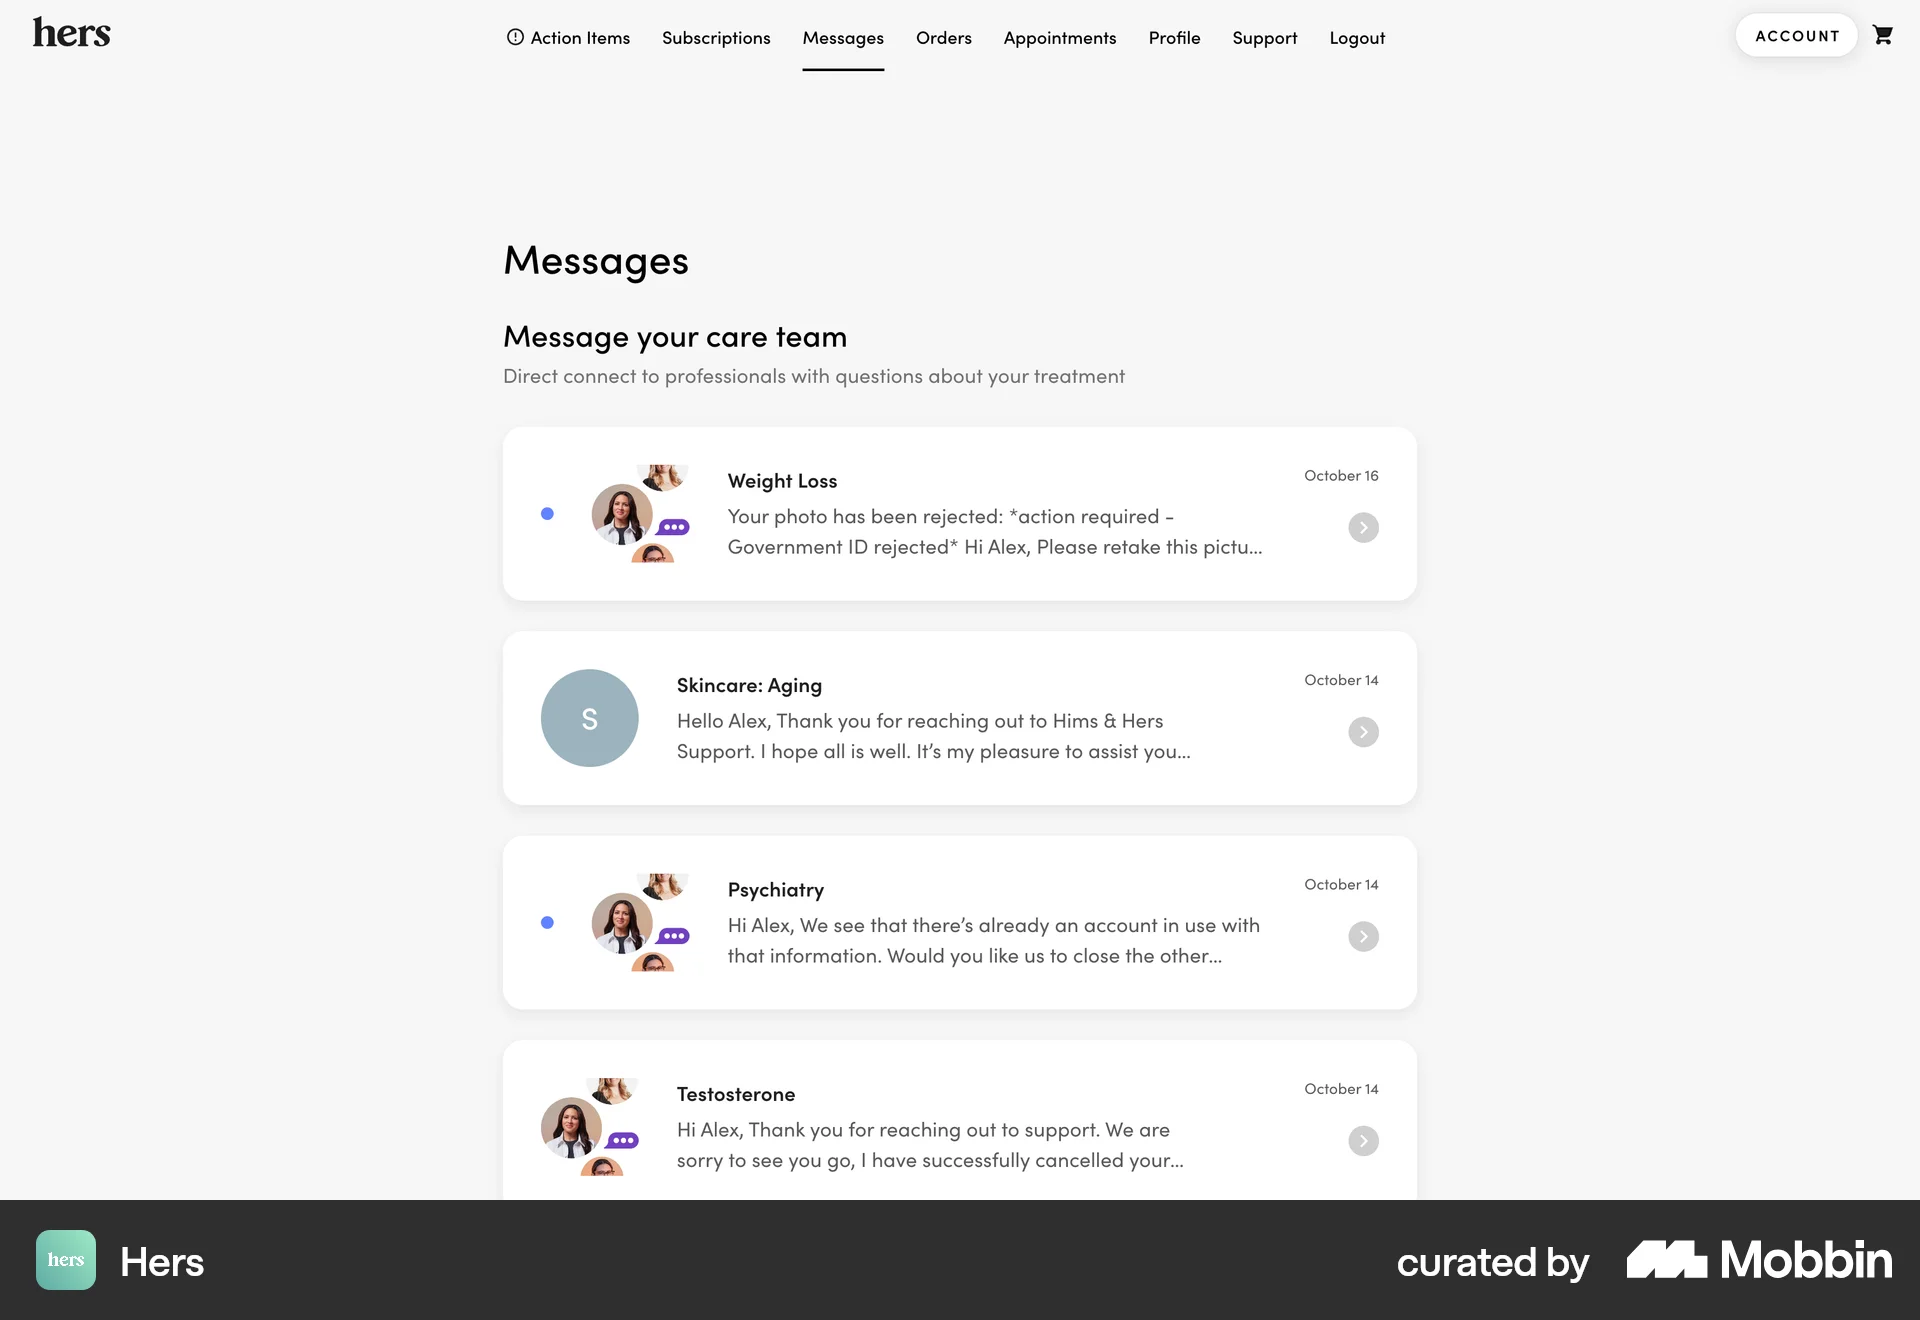 hers
Action Items Subscriptions Messages Orders Appointments Profile Support Logout
ACCOUNT
Messages
Message your care team
Direct connect to professionals with questions about your treatment
Weight Loss
October 16
Your photo has been rejected: *action required -
Government ID rejected* Hi Alex, Please retake this pictu...
S
Skincare: Aging
October 14
Hello Alex, Thank you for reaching out to Hims & Hers
Support. I hope all is well. It’s my pleasure to assist you...
Psychiatry
October 14
Hi Alex, We see that there’s already an account in use with
that information. Would you like us to close the other...
Testosterone
October 14
Hi Alex, Thank you for reaching out to support. We are
sorry to see you go, I have successfully cancelled your...
hers
Hers
curated by
Mobbin